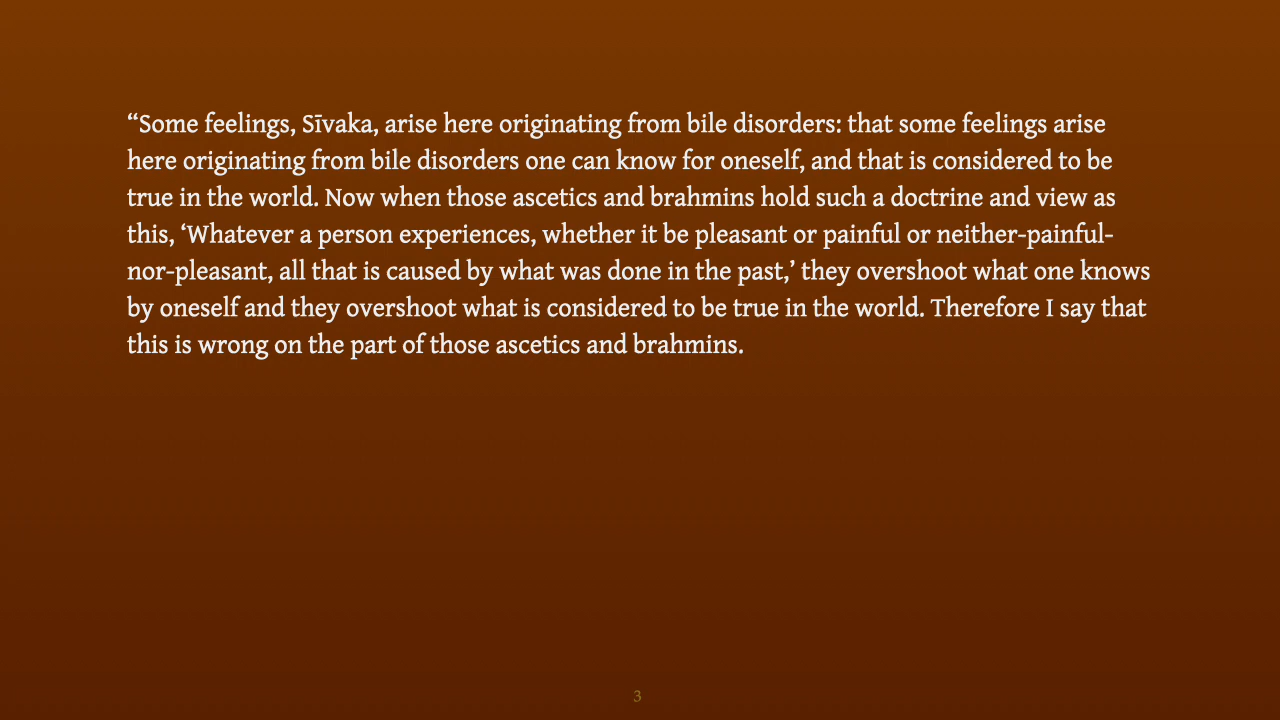 “Some feelings, Sīvaka, arise here originating from bile disorders: that some feelings arise
here originating from bile disorders one can know for oneself, and that is considered to be
true in the world. Now when those ascetics and brahmins hold such a doctrine and view as
this, ‘Whatever a person experiences, whether it be pleasant or painful or neither-painful-
nor-pleasant, all that is caused by what was done in the past,’ they overshoot what one knows
by oneself and they overshoot what is considered to be true in the world. Therefore I say that
this is wrong on the part of those ascetics and brahmins.
3